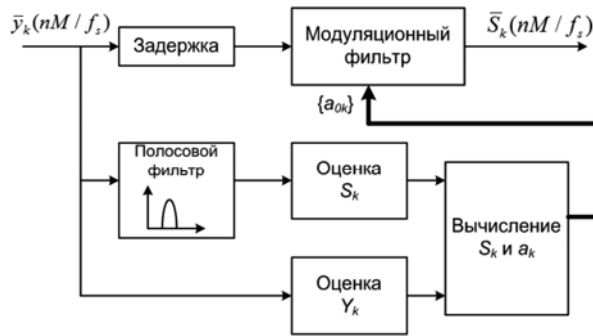 ȳₖ(nM / fₛ)
Задержка
Модуляционный
фильтр
S̄ₖ(nM / fₛ)
{a₀ₖ}
Полосовой
фильтр
Оценка
Sₖ
Вычисление
Sₖ и aₖ
Оценка
Yₖ